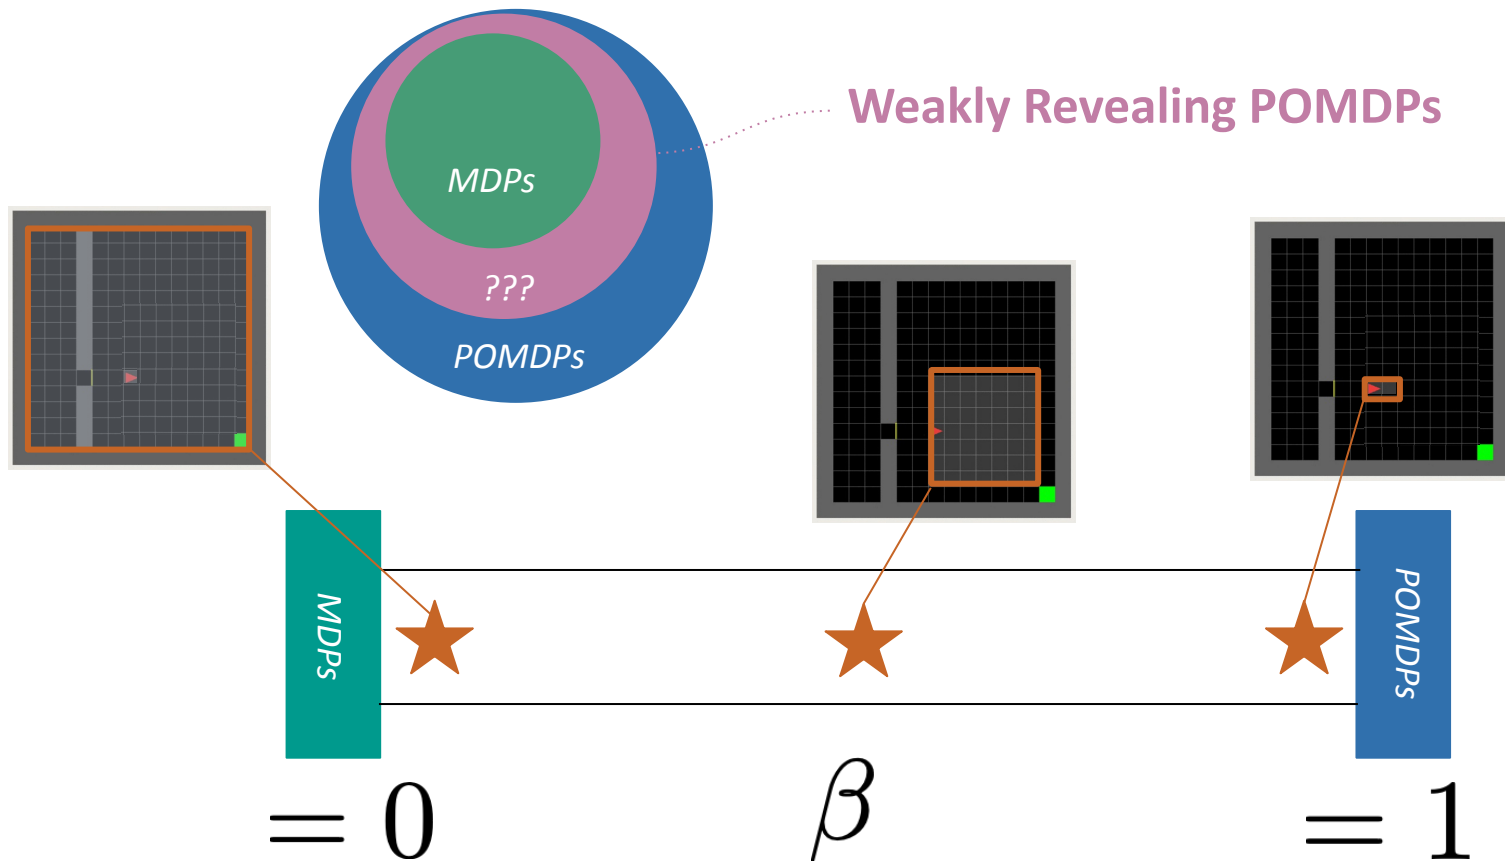 Weakly Revealing POMDPs
MDPs
???
POMDPs
MDPs
POMDPs
= 0
β
= 1